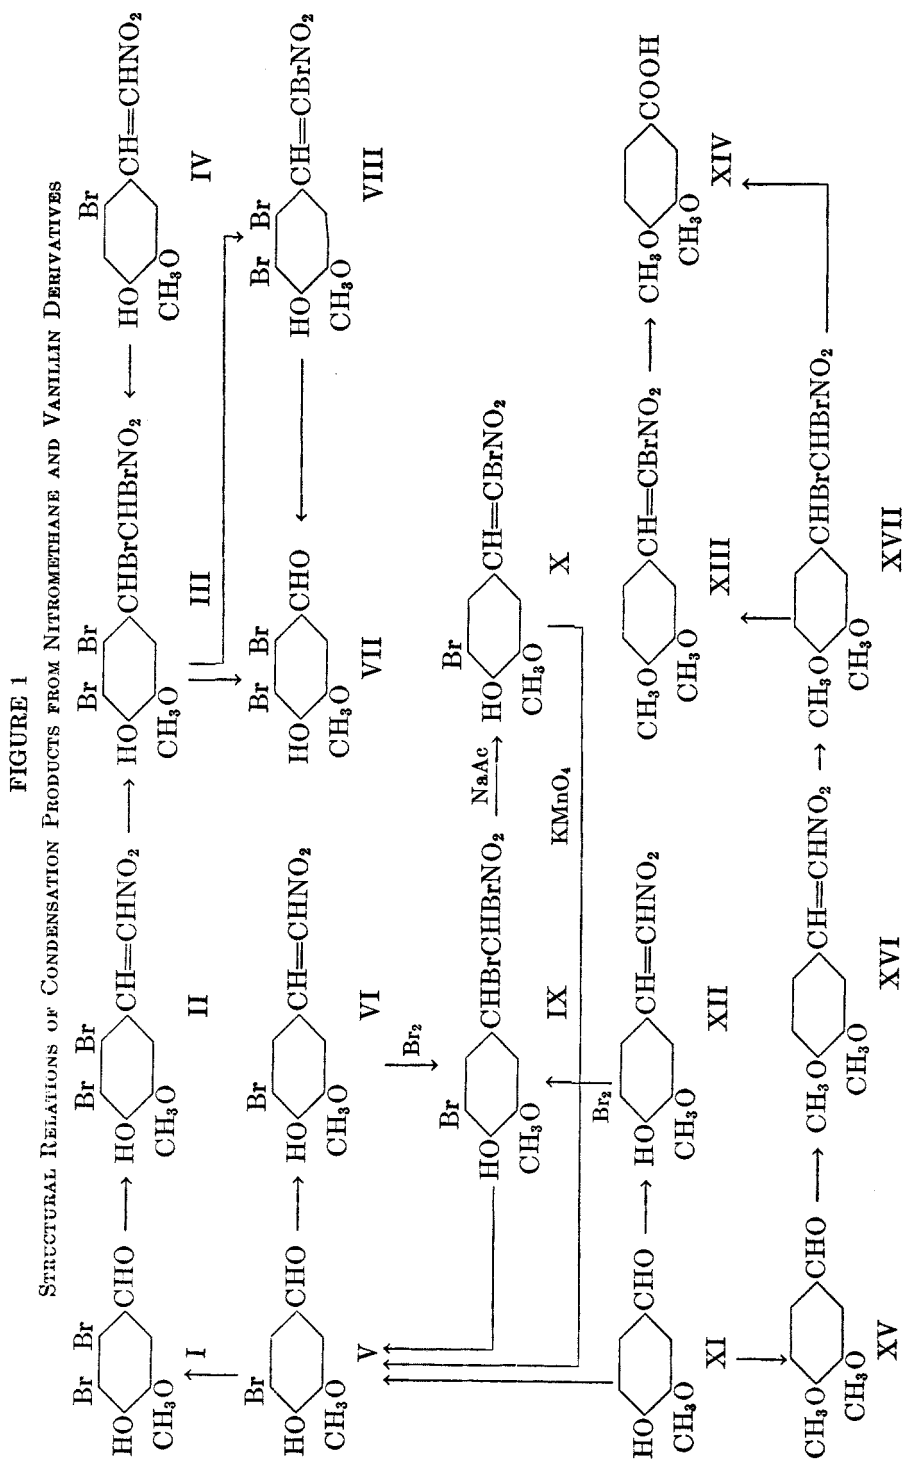 FIGURE 1
STRUCTURAL RELATIONS OF CONDENSATION PRODUCTS FROM NITROMETHANE AND VANILLIN DERIVATIVES
Br Br
HO CHO
CH₃O
I
Br Br
HO CH=CHNO₂
CH₃O
II
Br Br
HO CHBrCHBrNO₂
CH₃O
III
Br
HO CH=CHNO₂
CH₃O
IV
Br
HO CHO
CH₃O
V
Br
HO CH=CHNO₂
CH₃O
VI
Br Br
HO CHO
CH₃O
VII
Br Br
HO CH=CBrNO₂
CH₃O
VIII
Br₂
Br
HO CHBrCHBrNO₂
CH₃O
IX
NaAc
Br
HO CH=CBrNO₂
CH₃O
X
KMnO₄
HO CHO
CH₃O
XI
Br₂
HO CH=CHNO₂
CH₃O
XII
CH₃O CH=CBrNO₂
CH₃O
XIII
CH₃O COOH
CH₃O
XIV
CH₃O CHO
CH₃O
XV
CH₃O CH=CHNO₂
CH₃O
XVI
CH₃O CHBrCHBrNO₂
CH₃O
XVII